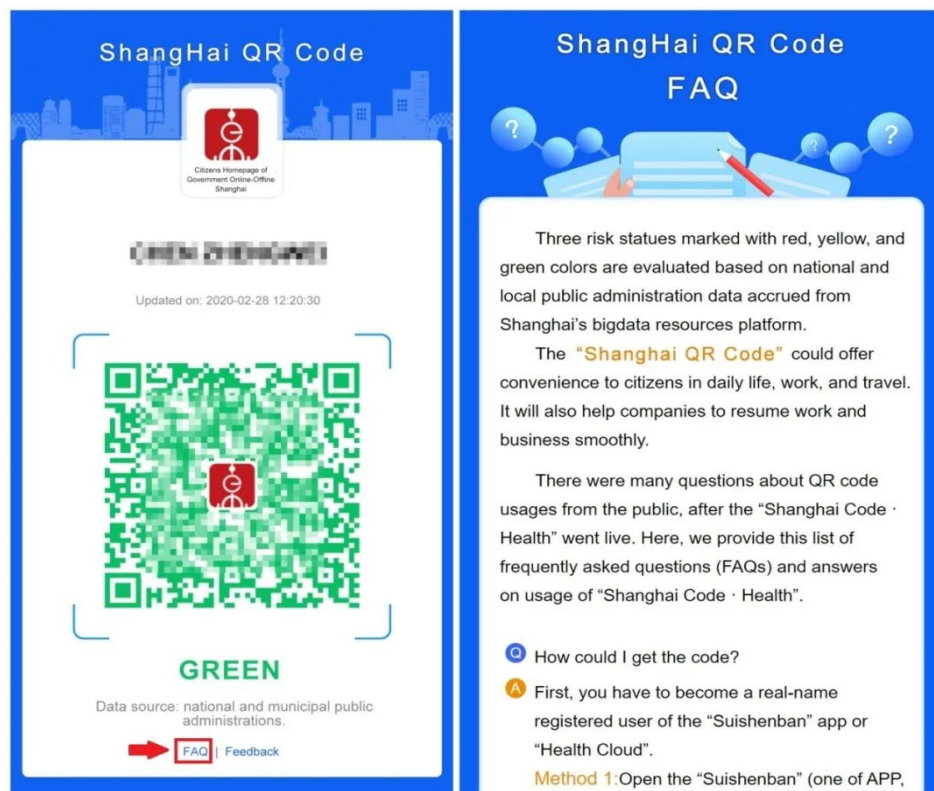 ShangHai QR Code
Citizens Homepage of
Government Online-Offline
Shanghai
Updated on: 2020-02-28 12:20:30
GREEN
Data source: national and municipal public
administrations.
FAQ | Feedback
ShangHai QR Code
FAQ
Three risk statues marked with red, yellow, and
green colors are evaluated based on national and
local public administration data accrued from
Shanghai's bigdata resources platform.
The “Shanghai QR Code” could offer
convenience to citizens in daily life, work, and travel.
It will also help companies to resume work and
business smoothly.
There were many questions about QR code
usages from the public, after the “Shanghai Code ·
Health” went live. Here, we provide this list of
frequently asked questions (FAQs) and answers
on usage of “Shanghai Code · Health”.
Q How could I get the code?
A First, you have to become a real-name
registered user of the “Suishenban” app or
“Health Cloud”.
Method 1:Open the “Suishenban” (one of APP,